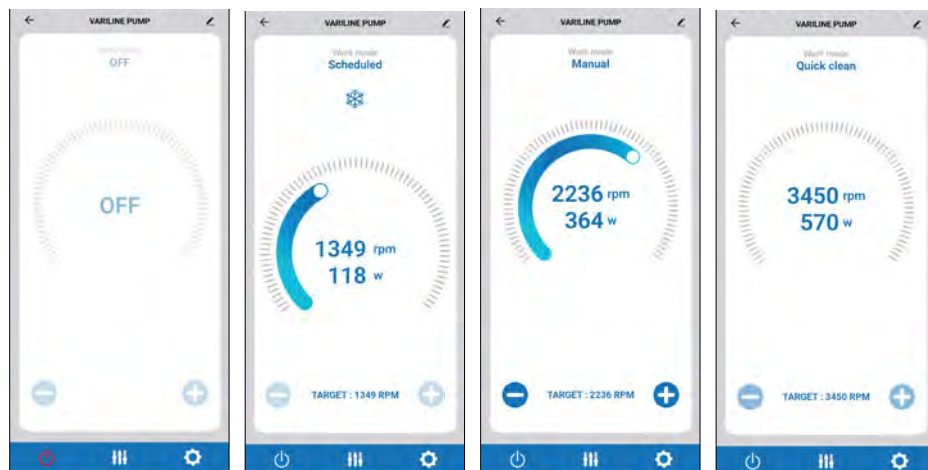 VARILINE PUMP
Work mode
OFF
OFF
VARILINE PUMP
Work mode
Scheduled
1349 rpm
118 w
TARGET : 1349 RPM
VARILINE PUMP
Work mode
Manual
2236 rpm
364 w
TARGET : 2236 RPM
VARILINE PUMP
Work mode
Quick clean
3450 rpm
570 w
TARGET : 3450 RPM